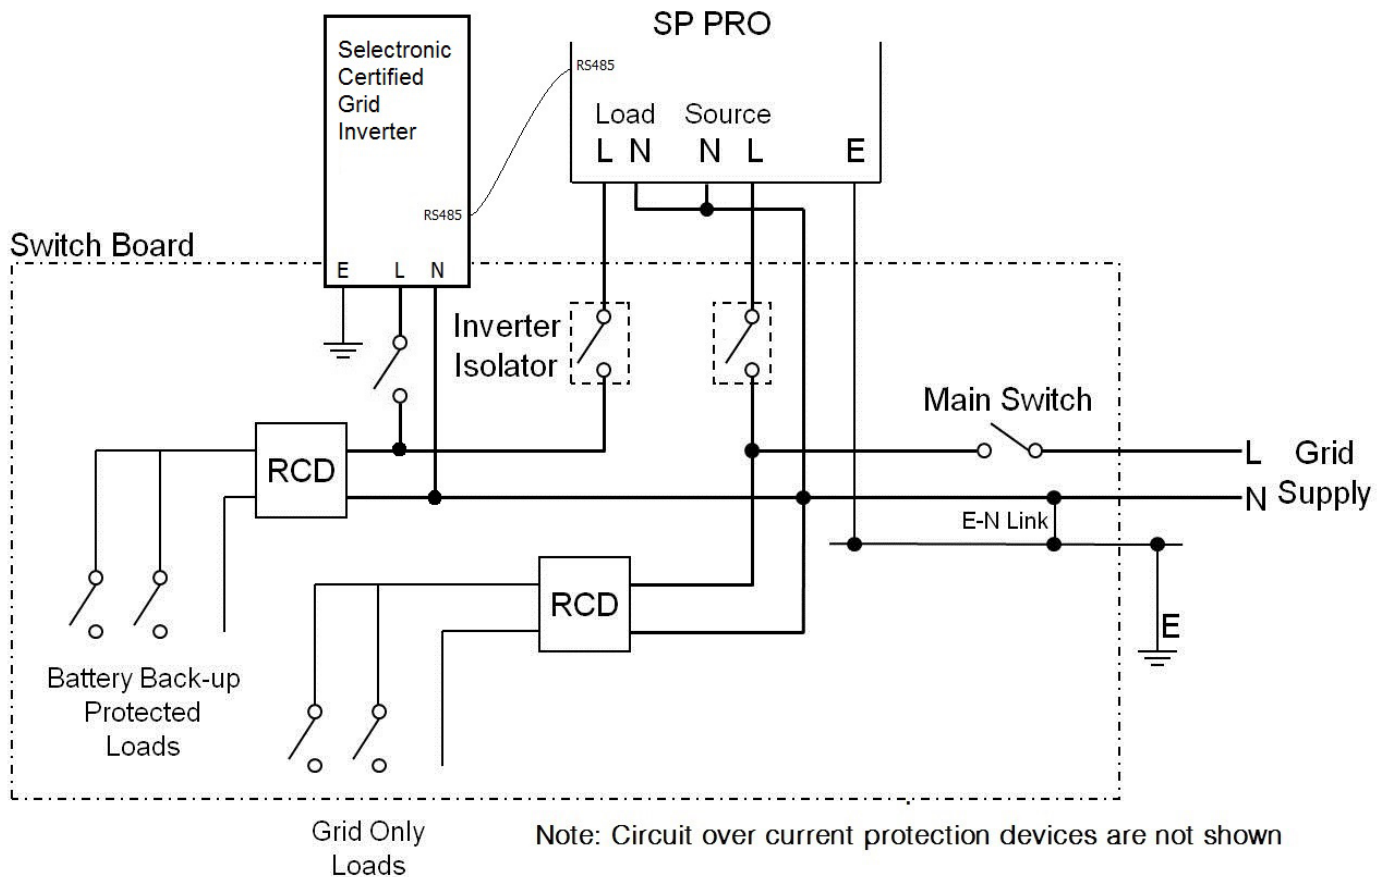 SP PRO
Selectronic
Certified
Grid
Inverter
RS485
Load Source
L N N L E
RS485
Switch Board
E L N
Inverter
Isolator
Main Switch
L Grid
N Supply
RCD
E-N Link
RCD
E
Battery Back-up
Protected
Loads
Grid Only
Loads
Note: Circuit over current protection devices are not shown